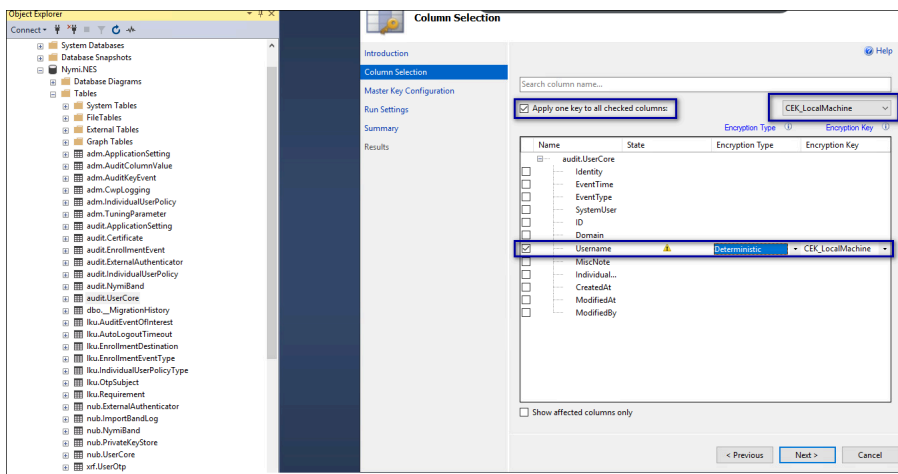 Object Explorer
Connect
System Databases
Database Snapshots
Nymi.NES
Database Diagrams
Tables
System Tables
FileTables
External Tables
Graph Tables
adm.ApplicationSetting
adm.AuditColumnValue
adm.AuditKeyEvent
adm.CwpLogging
adm.IndividualUserPolicy
adm.TuningParameter
audit.ApplicationSetting
audit.Certificate
audit.EnrollmentEvent
audit.ExternalAuthenticator
audit.IndividualUserPolicy
audit.NymiBand
audit.UserCore
dbo.__MigrationHistory
lku.AuditEventOfInterest
lku.AutoLogoutTimeout
lku.EnrollmentDestination
lku.EnrollmentEventType
lku.IndividualUserPolicyType
lku.OtpSubject
lku.Requirement
nub.ExternalAuthenticator
nub.ImportBandLog
nub.NymiBand
nub.PrivateKeyStore
nub.UserCore
xrf.UserOtp
Column Selection
Introduction
Column Selection
Master Key Configuration
Run Settings
Summary
Results
Help
Search column name...
Apply one key to all checked columns: CEK_LocalMachine
Encryption Type Encryption Key
Name State Encryption Type Encryption Key
audit.UserCore
Identity
EventTime
EventType
SystemUser
ID
Domain
Username Deterministic CEK_LocalMachine
MiscNote
Individual...
CreatedAt
ModifiedAt
ModifiedBy
Show affected columns only
< Previous Next > Cancel